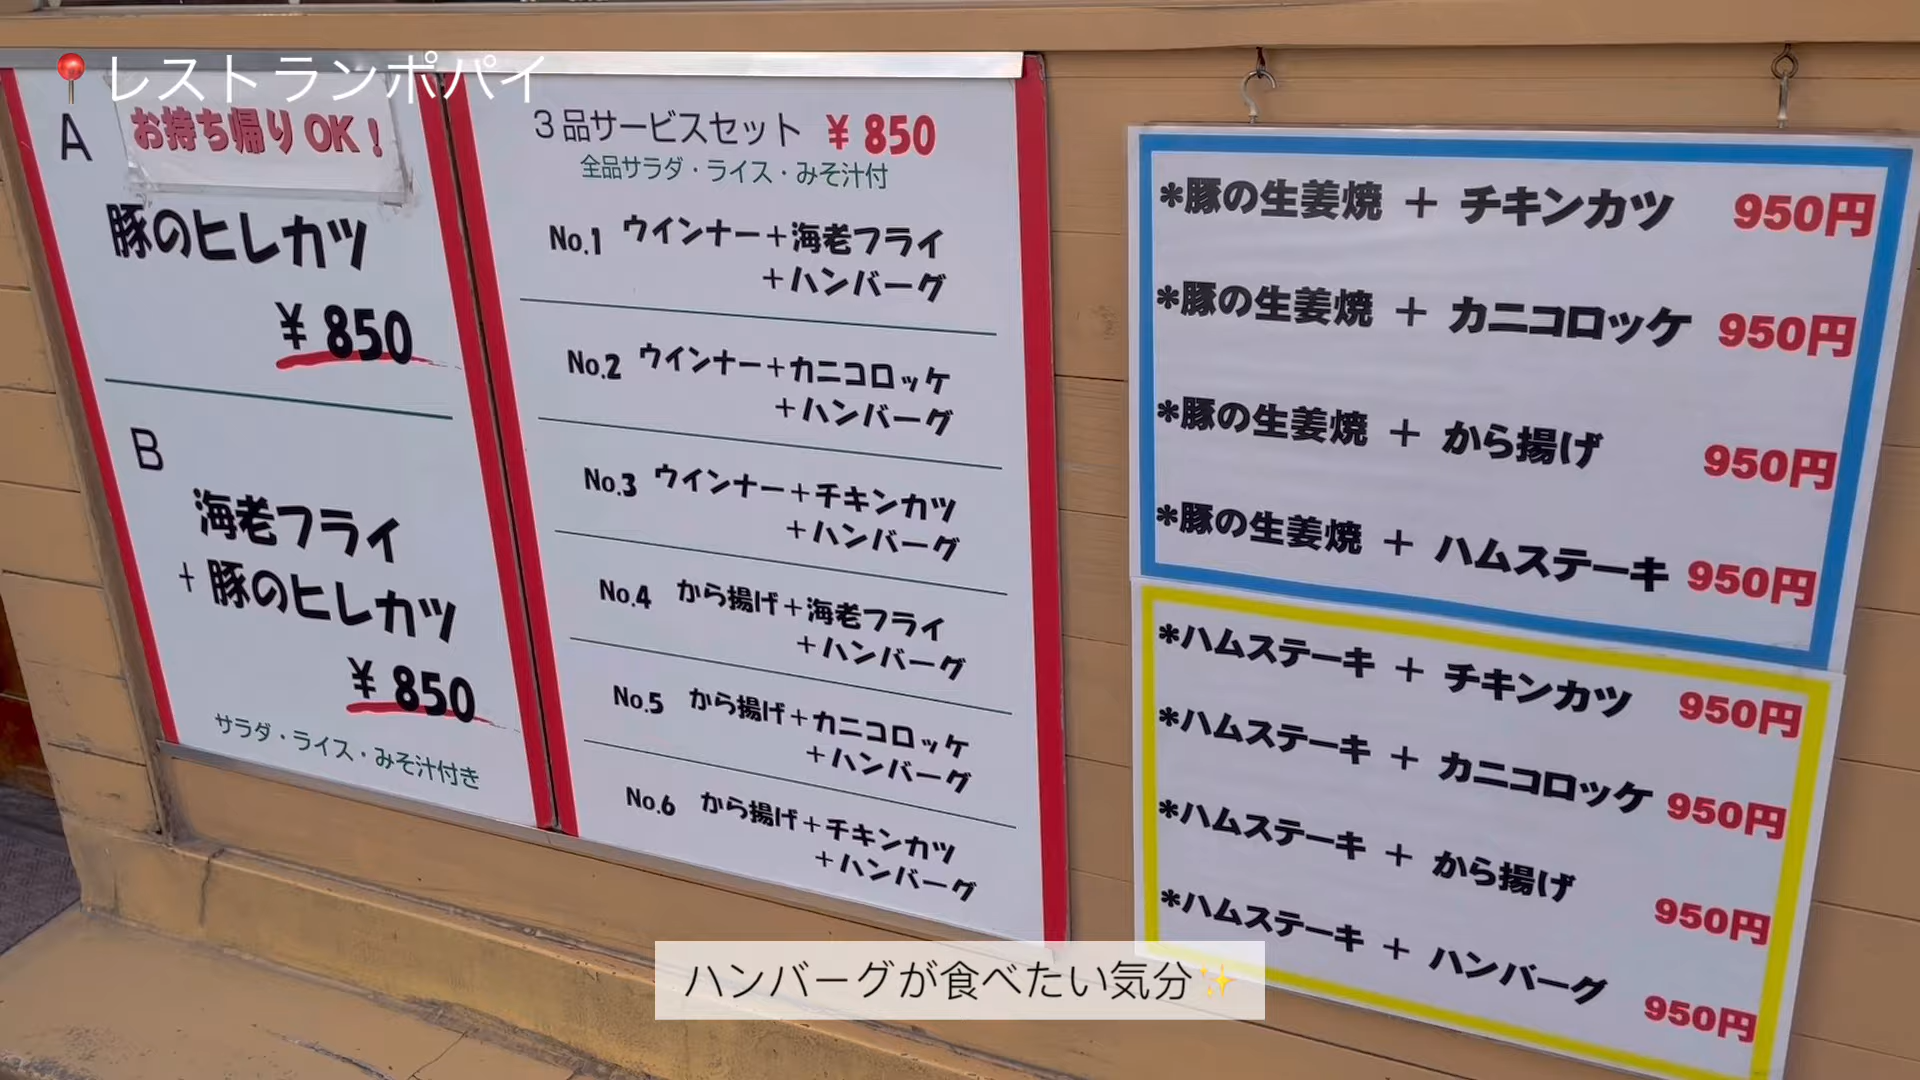 📍レストランポパイ
A
お持ち帰りOK!
豚のヒレカツ
¥850
B
海老フライ
+豚のヒレカツ
¥850
サラダ・ライス・みそ汁付き
3品サービスセット ¥850
全品サラダ・ライス・みそ汁付
No.1 ウインナー+海老フライ
+ハンバーグ
No.2 ウインナー+カニコロッケ
+ハンバーグ
No.3 ウインナー+チキンカツ
+ハンバーグ
No.4 から揚げ+海老フライ
+ハンバーグ
No.5 から揚げ+カニコロッケ
+ハンバーグ
No.6 から揚げ+チキンカツ
+ハンバーグ
*豚の生姜焼 + チキンカツ 950円
*豚の生姜焼 + カニコロッケ 950円
*豚の生姜焼 + から揚げ 950円
*豚の生姜焼 + ハムステーキ 950円
*ハムステーキ + チキンカツ 950円
*ハムステーキ + カニコロッケ 950円
*ハムステーキ + から揚げ 950円
*ハムステーキ + ハンバーグ 950円
ハンバーグが食べたい気分✨